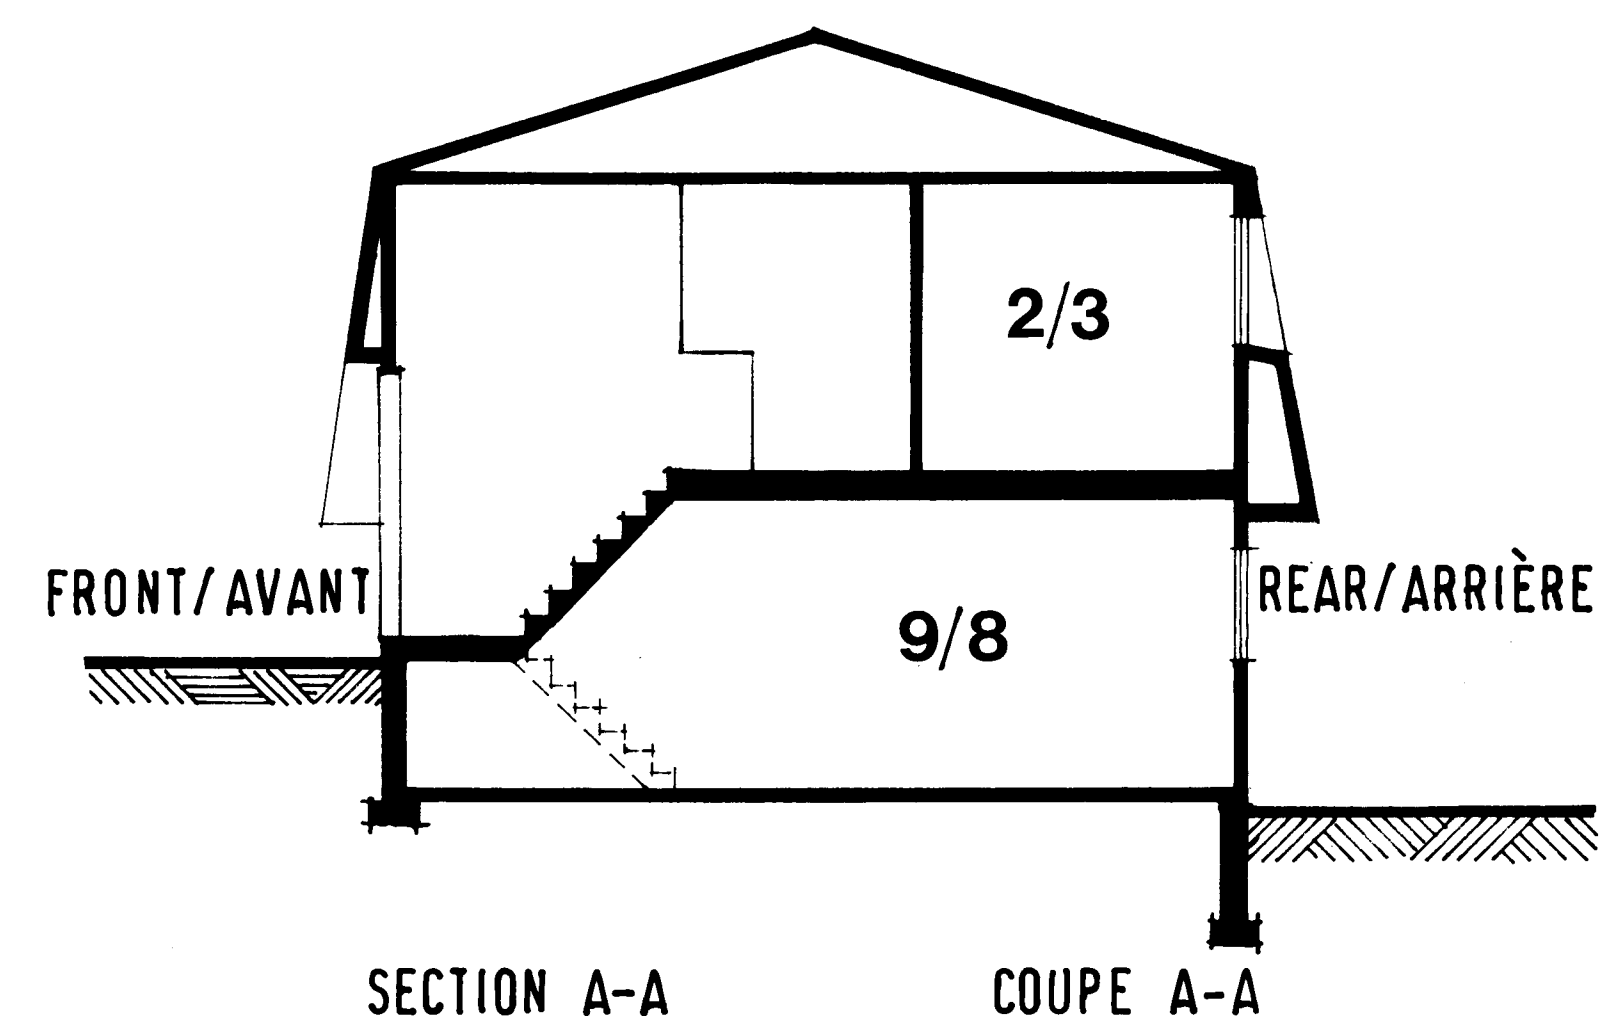 2/3
FRONT/AVANT
REAR/ARRIÈRE
9/8
SECTION A-A
COUPE A-A